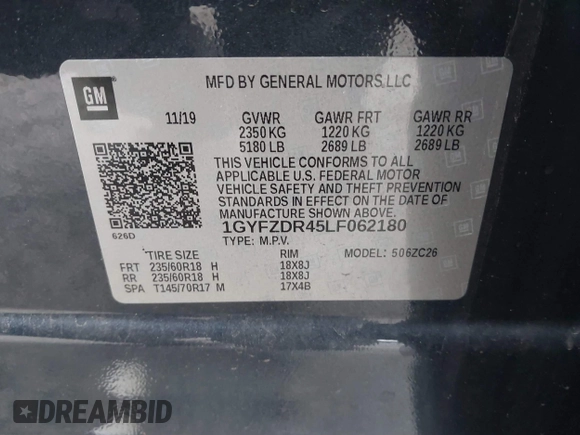 GM
MFD BY GENERAL MOTORS,LLC
11/19 GVWR GAWR FRT GAWR RR
2350 KG 1220 KG 1220 KG
5180 LB 2689 LB 2689 LB
THIS VEHICLE CONFORMS TO ALL
APPLICABLE U.S. FEDERAL MOTOR
VEHICLE SAFETY AND THEFT PREVENTION
STANDARDS IN EFFECT ON THE DATE OF
MANUFACTURE SHOWN ABOVE.
626D
1GYFZDR45LF062180
TYPE: M.P.V. MODEL: 506ZC26
TIRE SIZE RIM
FRT 235/60R18 H 18X8J
RR 235/60R18 H 18X8J
SPA T145/70R17 M 17X4B
DREAMBID